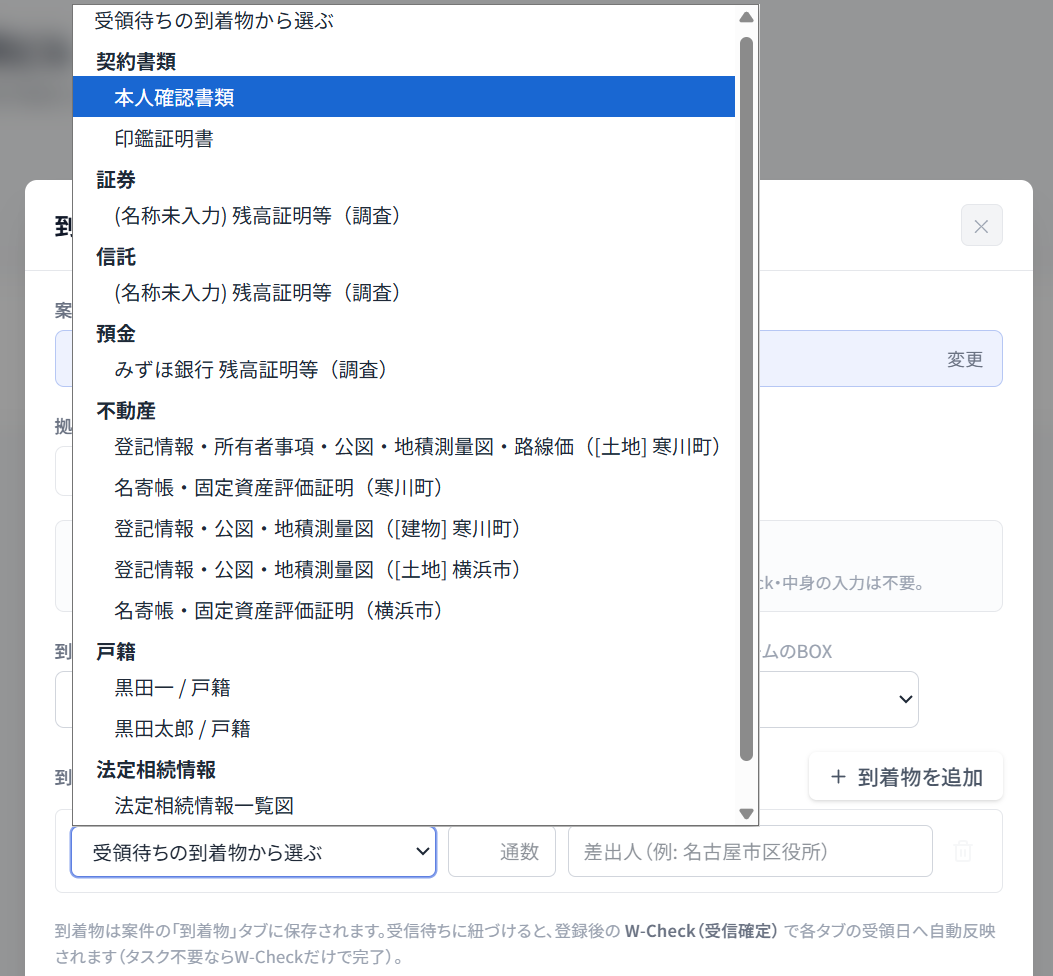 受領待ちの到着物から選ぶ
契約書類
本人確認書類
印鑑証明書
証券
(名称未入力) 残高証明等（調査）
信託
(名称未入力) 残高証明等（調査）
預金
みずほ銀行 残高証明等（調査）
不動産
登記情報・所有者事項・公図・地積測量図・路線価（[土地] 寒川町）
名寄帳・固定資産評価証明（寒川町）
登記情報・公図・地積測量図（[建物] 寒川町）
登記情報・公図・地積測量図（[土地] 横浜市）
名寄帳・固定資産評価証明（横浜市）
戸籍
黒田一 / 戸籍
黒田太郎 / 戸籍
法定相続情報
法定相続情報一覧図
到
案
変更
拠
ck・中身の入力は不要。
到
ムのBOX
到
＋ 到着物を追加
受領待ちの到着物から選ぶ
通数
差出人（例: 名古屋市区役所）
到着物は案件の「到着物」タブに保存されます。受信待ちに紐づけると、登録後の W-Check（受信確定） で各タブの受領日へ自動反映
されます（タスク不要ならW-Checkだけで完了）。